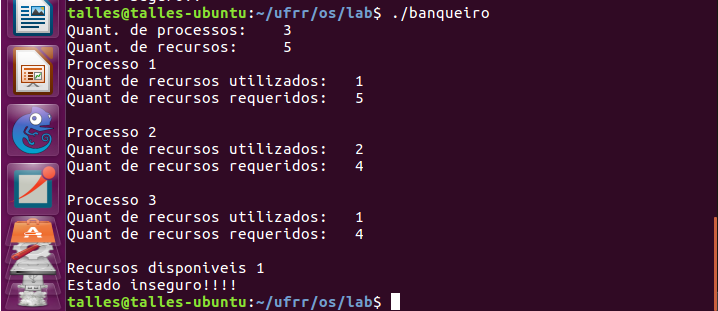 talles@talles-ubuntu:~/ufrr/os/lab$ ./banqueiro
Quant. de processos: 3
Quant. de recursos: 5
Processo 1
Quant de recursos utilizados: 1
Quant de recursos requeridos: 5
Processo 2
Quant de recursos utilizados: 2
Quant de recursos requeridos: 4
Processo 3
Quant de recursos utilizados: 1
Quant de recursos requeridos: 4
Recursos disponiveis 1
Estado inseguro!!!!
talles@talles-ubuntu:~/ufrr/os/lab$